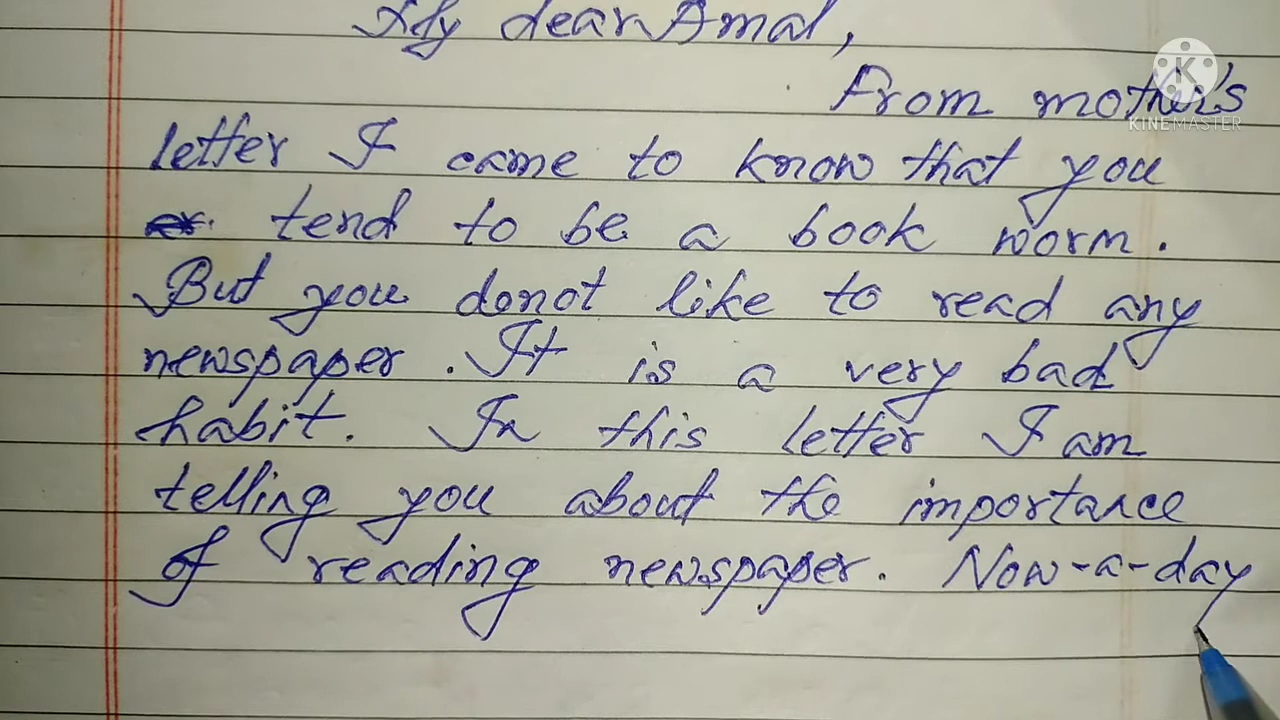 My dear Amal,
From mother's
letter I came to know that you
tend to be a book worm.
But you donot like to read any
newspaper. It is a very bad
habit. In this letter I am
telling you about the importance
of reading newspaper. Now-a-day
KINEMASTER